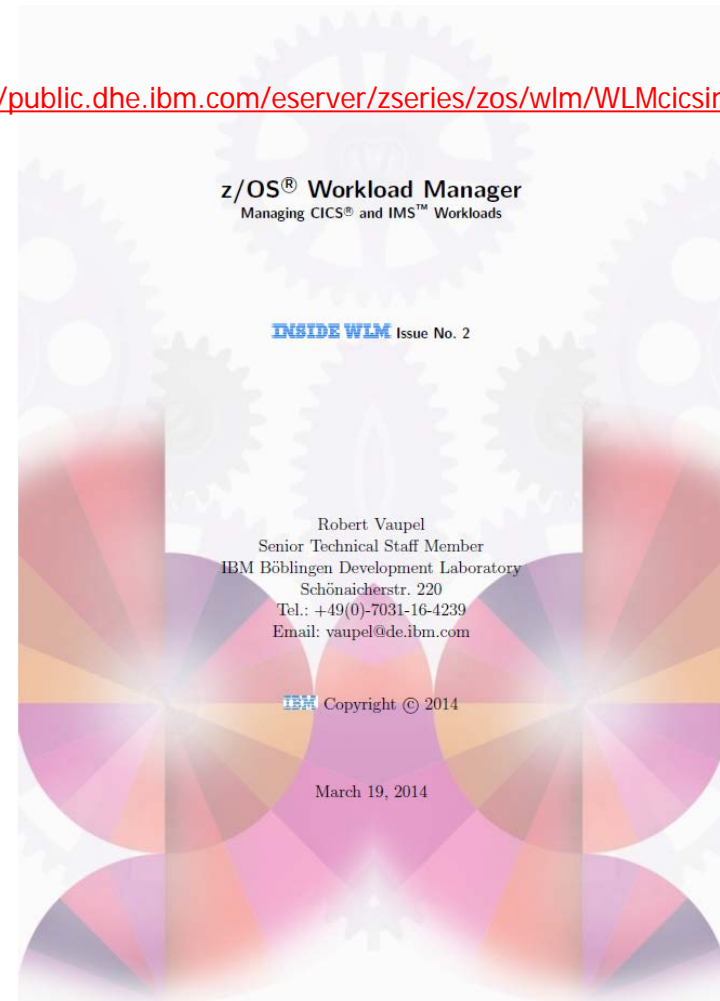 /public.dhe.ibm.com/eserver/zseries/zos/wlm/WLMcicsi
z/OS® Workload Manager
Managing CICS® and IMS™ Workloads
INSIDE WLM Issue No. 2
Robert Vaupel
Senior Technical Staff Member
IBM Böblingen Development Laboratory
Schönaicherstr. 220
Tel.: +49(0)-7031-16-4239
Email: vaupel@de.ibm.com
IBM Copyright © 2014
March 19, 2014